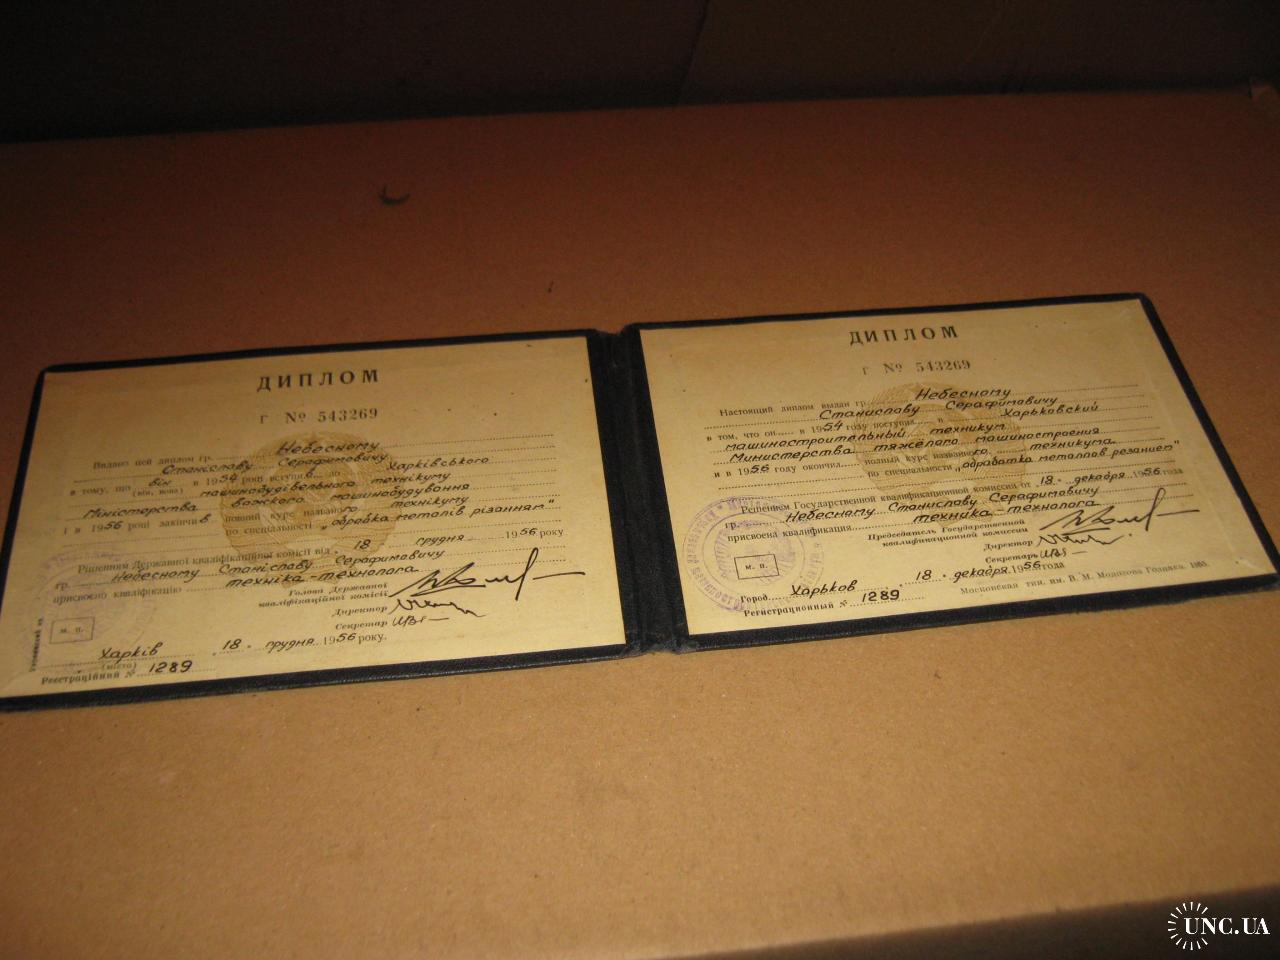 ДИПЛОМ
Г № 543269
Видано цей диплом гр. Небесному
Станіславу Серафимовичу
в тому, що він в 1954 році вступив до Харківського
(він, вона) машинобудівельного технікуму
Міністерства важкого машинобудування
і в 1956 році закінчив повний курс названого технікуму
по спеціальності „обробка металів різанням“
Рішенням Державної кваліфікаційної комісії від 18 грудня 1956 року
гр. Небесному Станіславу Серафимовичу
присвоєно кваліфікацію техніка-технолога
Голова Державної
кваліфікаційної комісії
Директор
Секретар
М. П.
Харків 18 грудня 1956 року.
(місто)
Реєстраційний № 1289
ДИПЛОМ
Г № 543269
Настоящий диплом выдан гр. Небесному
Станиславу Серафимовичу
в том, что он в 1954 году поступил в Харьковский
машиностроительный техникум
Министерства тяжёлого машиностроения
и в 1956 году окончил полный курс названного техникума
по специальности „обработка металлов резанием“
Решением Государственной квалификационной комиссии от 18 декабря 1956 года
гр. Небесному Станиславу Серафимовичу
присвоена квалификация техника-технолога
Председатель Государственной
квалификационной комиссии
Директор
Секретарь
М. П.
Город Харьков 18 декабря 1956 года
Регистрационный № 1289
Московская тип.
UNC.UA